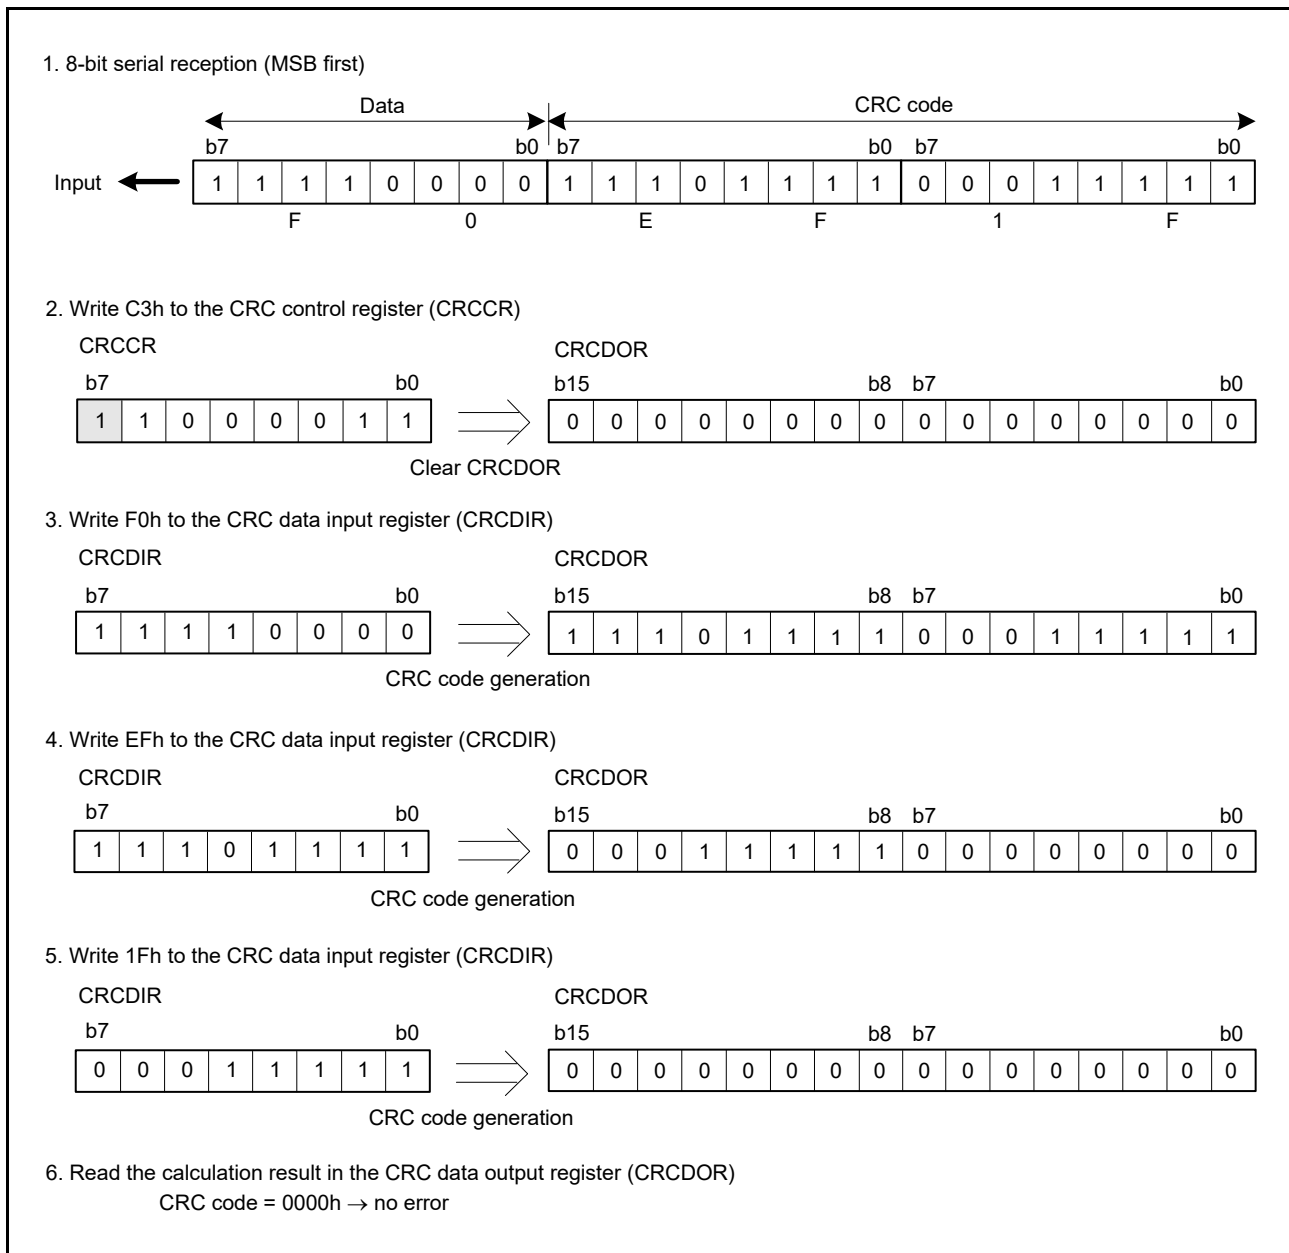 1. 8-bit serial reception (MSB first)
Data CRC code
b7 b0 b7 b0 b7 b0
Input 1 1 1 1 0 0 0 0 1 1 1 0 1 1 1 1 0 0 0 1 1 1 1 1
F 0 E F 1 F
2. Write C3h to the CRC control register (CRCCR)
CRCCR CRCDOR
b7 b0 b15 b8 b7 b0
1 1 0 0 0 0 1 1 0 0 0 0 0 0 0 0 0 0 0 0 0 0 0 0
Clear CRCDOR
3. Write F0h to the CRC data input register (CRCDIR)
CRCDIR CRCDOR
b7 b0 b15 b8 b7 b0
1 1 1 1 0 0 0 0 1 1 1 0 1 1 1 1 0 0 0 1 1 1 1 1
CRC code generation
4. Write EFh to the CRC data input register (CRCDIR)
CRCDIR CRCDOR
b7 b0 b15 b8 b7 b0
1 1 1 0 1 1 1 1 0 0 0 1 1 1 1 1 0 0 0 0 0 0 0 0
CRC code generation
5. Write 1Fh to the CRC data input register (CRCDIR)
CRCDIR CRCDOR
b7 b0 b15 b8 b7 b0
0 0 0 1 1 1 1 1 0 0 0 0 0 0 0 0 0 0 0 0 0 0 0 0
CRC code generation
6. Read the calculation result in the CRC data output register (CRCDOR)
CRC code = 0000h → no error